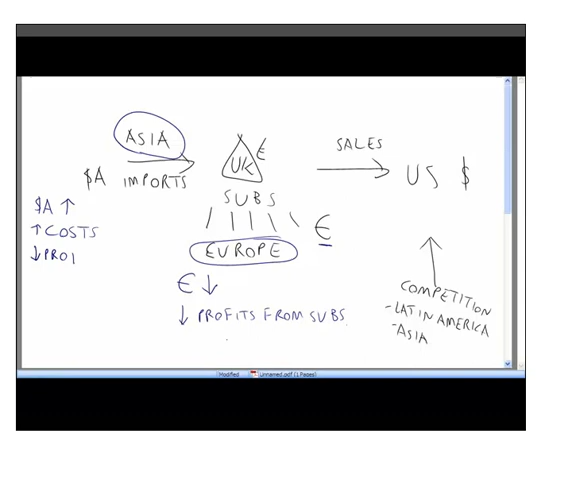 ASIA
$A IMPORTS
UK €
SUBS
EUROPE
€
SALES
US $
$A ↑
↑ COSTS
↓ PROI
€ ↓
↓ PROFITS FROM SUBS
COMPETITION
- LATIN AMERICA
- ASIA
Modified
Unnamed.pdf (1 Pages)